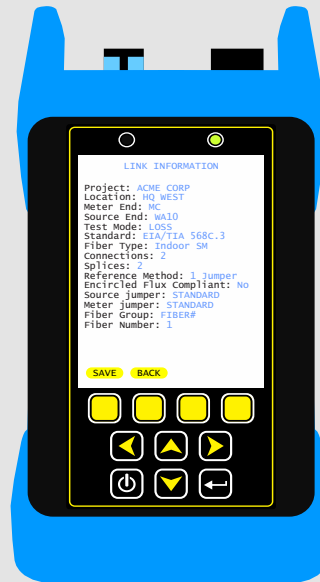 LINK INFORMATION
Project: ACME CORP
Location: HQ WEST
Meter End: MC
Source End: WA10
Test Mode: LOSS
Standard: EIA/TIA 568C.3
Fiber Type: Indoor SM
Connections: 2
Splices: 2
Reference Method: 1 Jumper
Encircled Flux Compliant: No
Source jumper: STANDARD
Meter jumper: STANDARD
Fiber Group: FIBER#
Fiber Number: 1
SAVE BACK